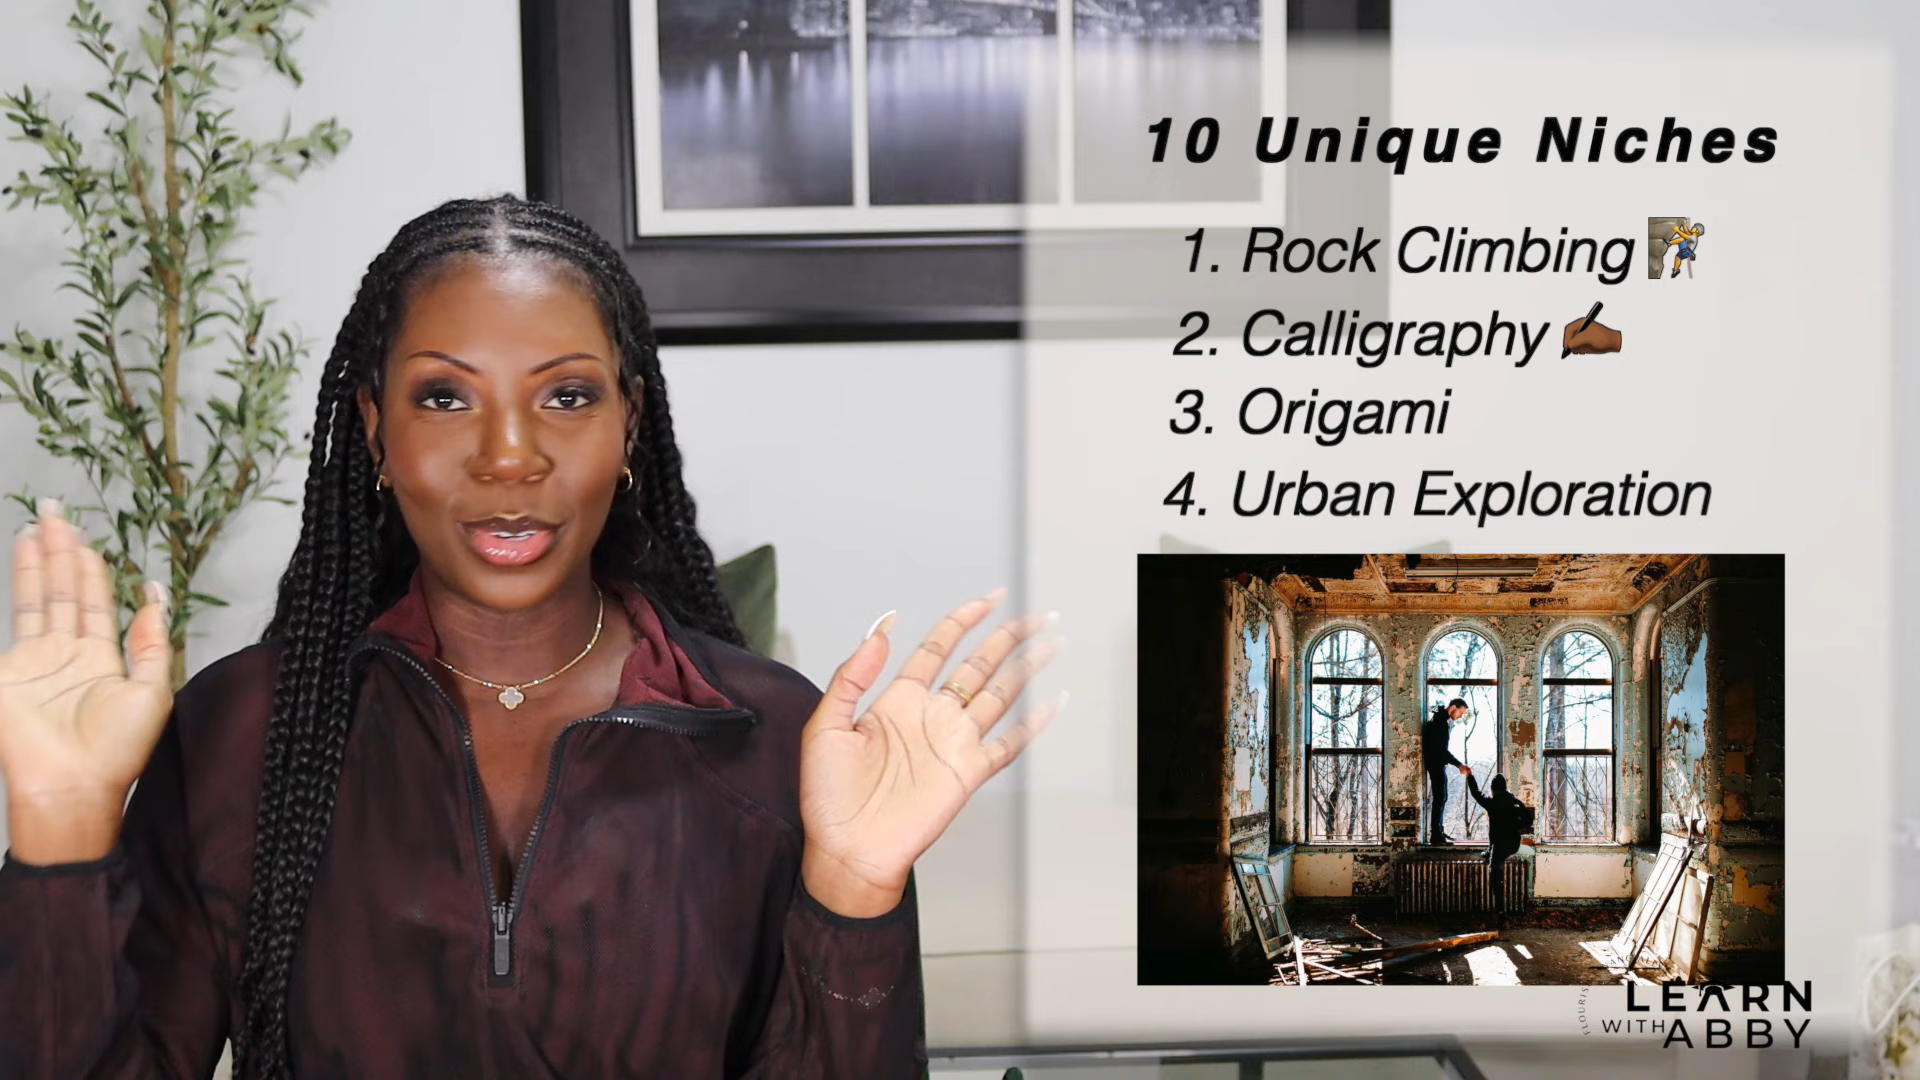 10 Unique Niches
1. Rock Climbing
2. Calligraphy
3. Origami
4. Urban Exploration
LEARN
WITH ABBY